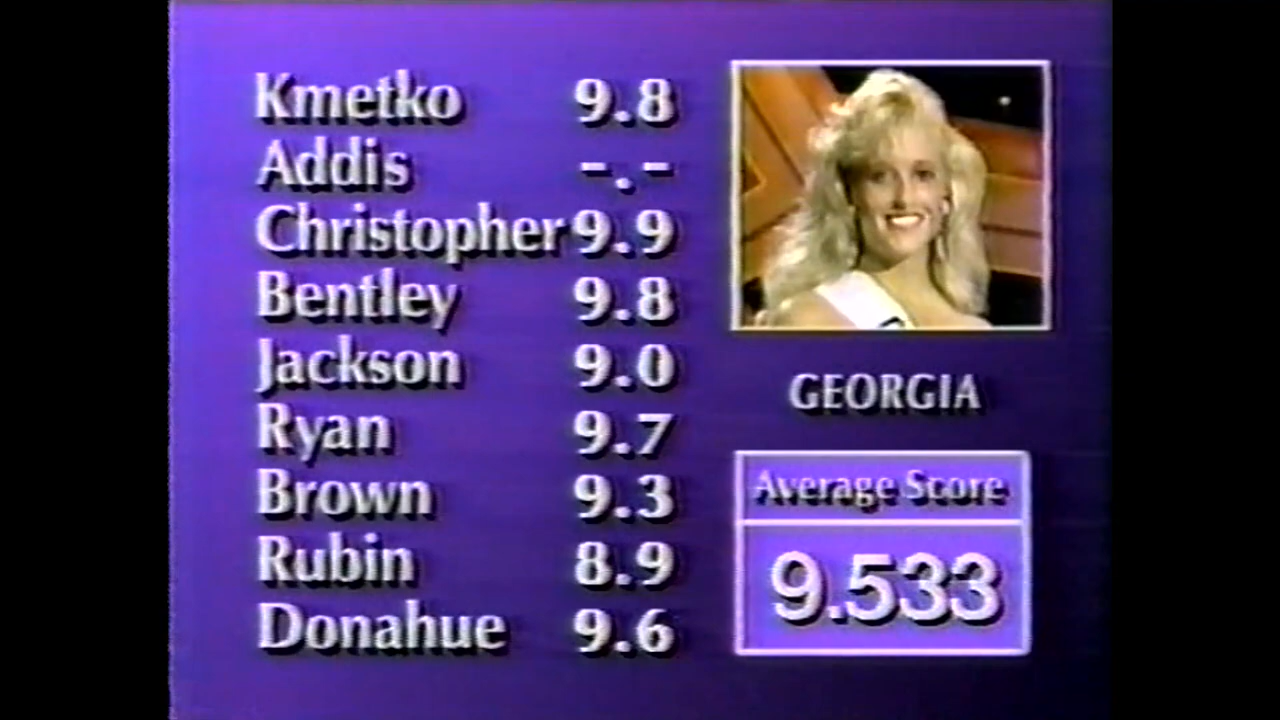 Kmetko 9.8
Addis -.-
Christopher 9.9
Bentley 9.8
Jackson 9.0
Ryan 9.7
Brown 9.3
Rubin 8.9
Donahue 9.6
GEORGIA
Average Score
9.533